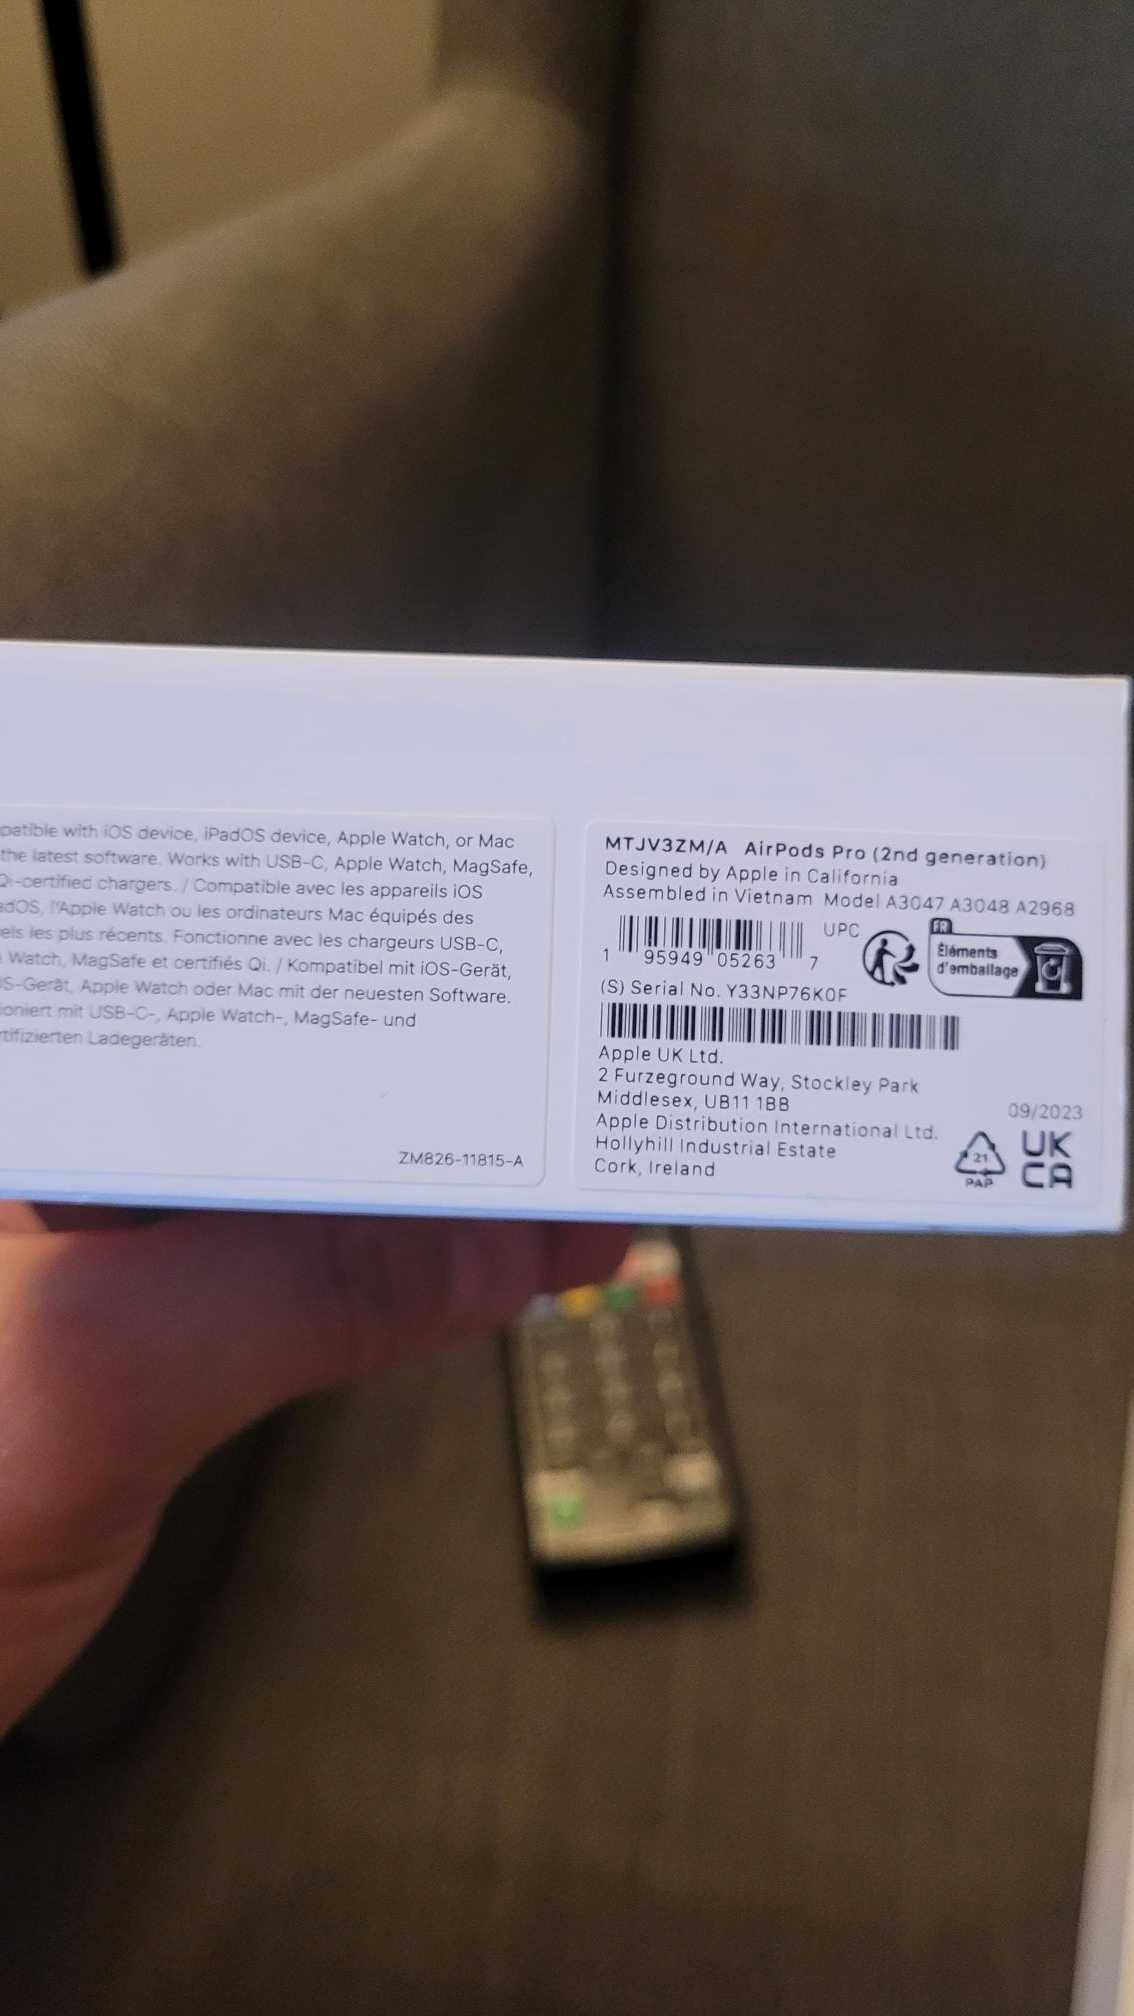 patible with iOS device, iPadOS device, Apple Watch, or Mac
the latest software. Works with USB-C, Apple Watch, MagSafe,
Qi-certified chargers. / Compatible avec les appareils iOS
adOS, l'Apple Watch ou les ordinateurs Mac équipés des
els les plus récents. Fonctionne avec les chargeurs USB-C,
Watch, MagSafe et certifiés Qi. / Kompatibel mit iOS-Gerät,
S-Gerät, Apple Watch oder Mac mit der neuesten Software.
ioniert mit USB-C-, Apple Watch-, MagSafe- und
rtifizierten Ladegeräten.
ZM826-11815-A
MTJV3ZM/A AirPods Pro (2nd generation)
Designed by Apple in California
Assembled in Vietnam Model A3047 A3048 A2968
UPC
1 95949 05263 7
FR
Éléments
d'emballage
(S) Serial No. Y33NP76K0F
Apple UK Ltd.
2 Furzeground Way, Stockley Park
Middlesex, UB11 1BB
Apple Distribution International Ltd.
Hollyhill Industrial Estate
Cork, Ireland
09/2023
21
PAP
UK
CA